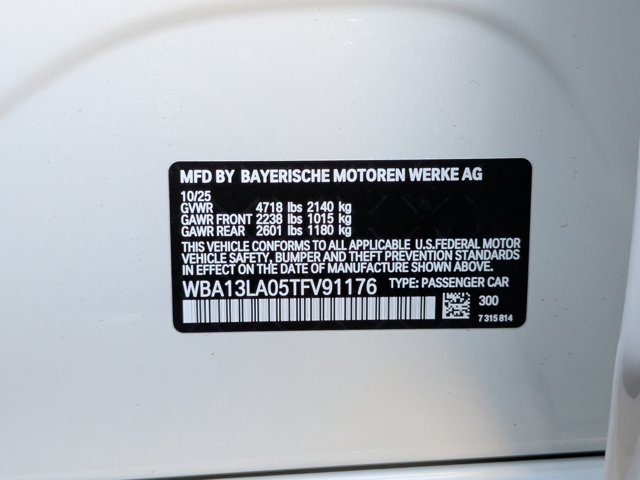 MFD BY BAYERISCHE MOTOREN WERKE AG
10/25
GVWR 4718 lbs 2140 kg
GAWR FRONT 2238 lbs 1015 kg
GAWR REAR 2601 lbs 1180 kg
THIS VEHICLE CONFORMS TO ALL APPLICABLE U.S.FEDERAL MOTOR
VEHICLE SAFETY, BUMPER AND THEFT PREVENTION STANDARDS
IN EFFECT ON THE DATE OF MANUFACTURE SHOWN ABOVE.
WBA13LA05TFV91176 TYPE: PASSENGER CAR
300
7 315 814